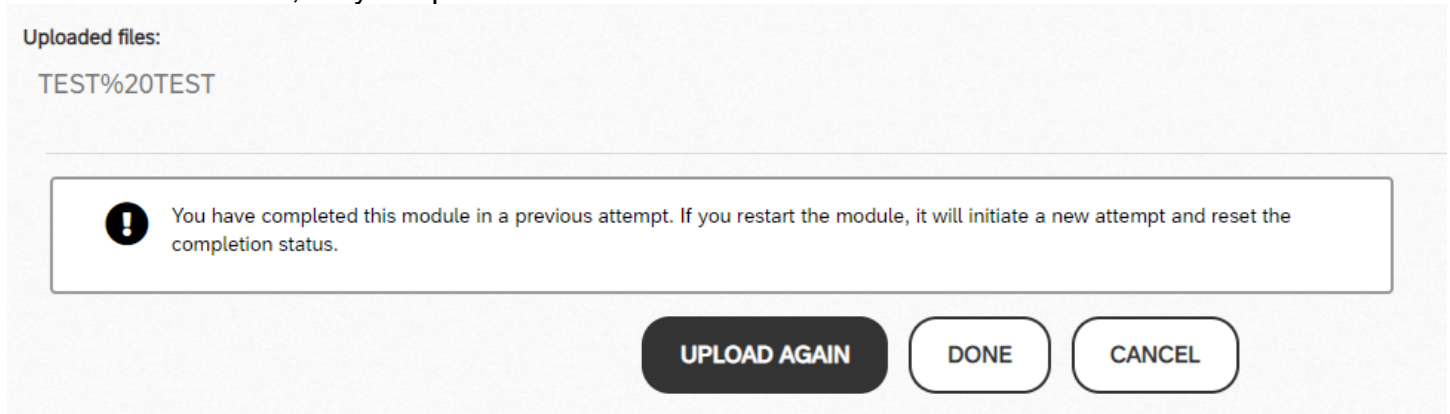 Uploaded files:
TEST%20TEST
You have completed this module in a previous attempt. If you restart the module, it will initiate a new attempt and reset the
completion status.
UPLOAD AGAIN DONE CANCEL